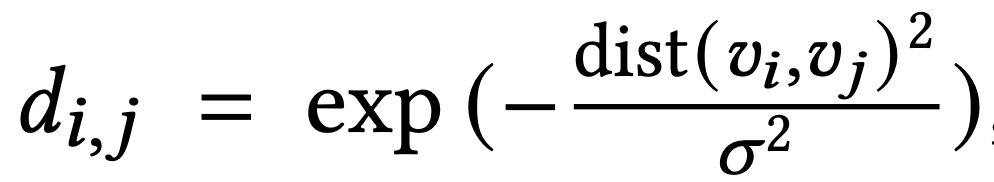 d_{i,j} = exp (− dist(v_i, v_j)^2 / σ^2)